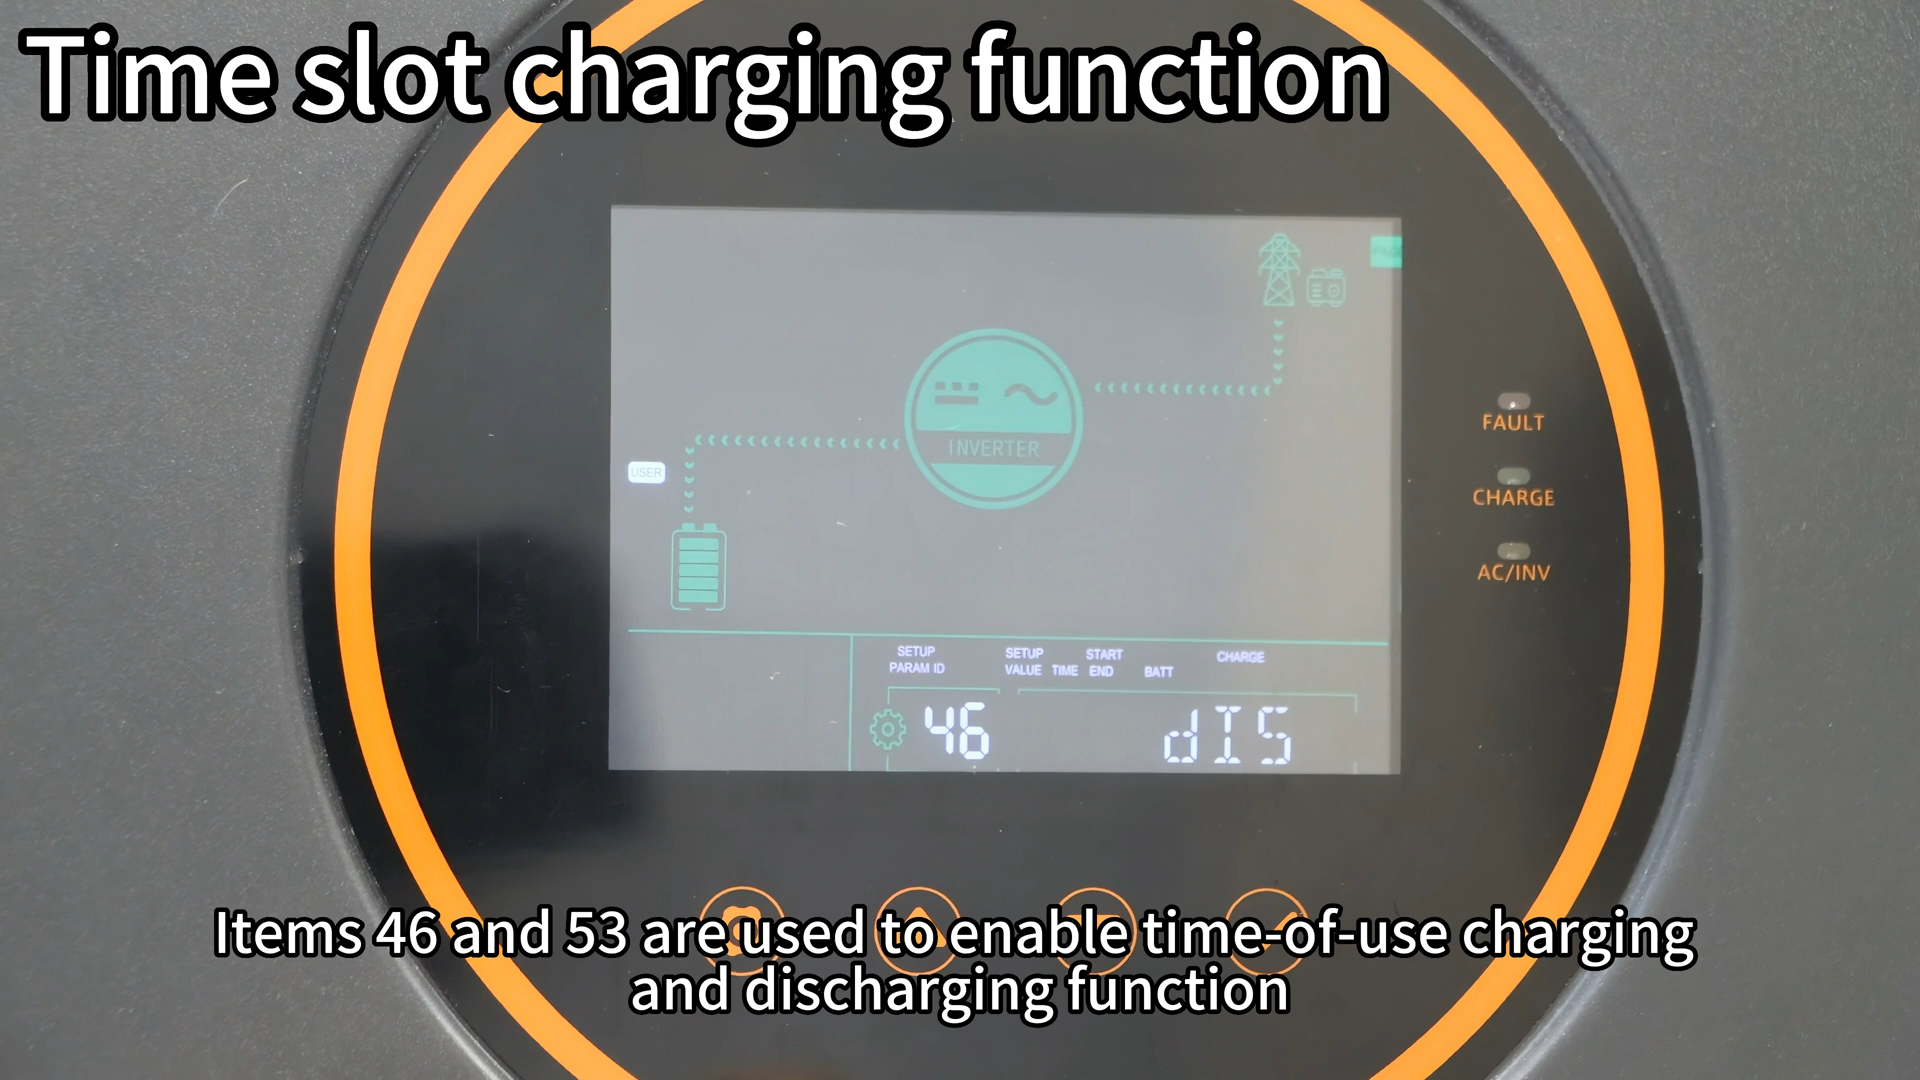 Time slot charging function
USER
INVERTER
FAULT
CHARGE
AC/INV
SETUP PARAM ID
SETUP VALUE
TIME
START END
BATT
CHARGE
46
dIS
Items 46 and 53 are used to enable time-of-use charging
and discharging function